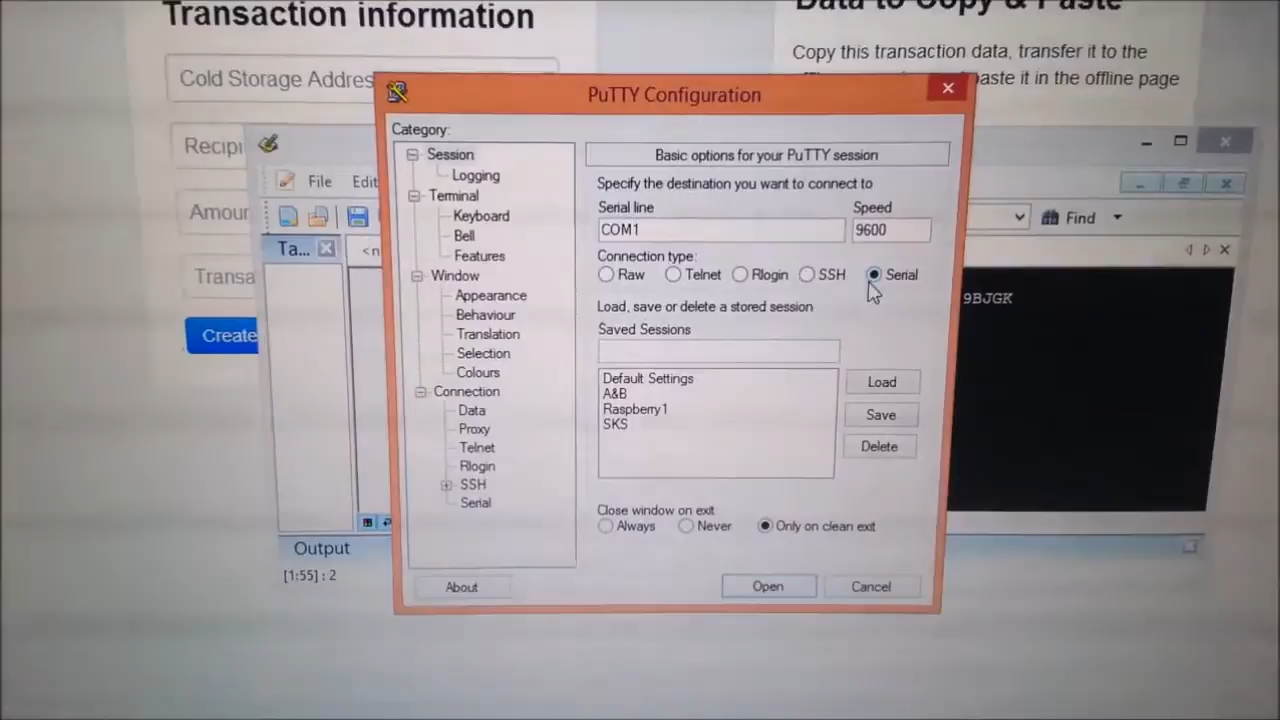 Transaction information
Data to Copy & Paste
Copy this transaction data, transfer it to the
paste it in the offline page
Cold Storage Addres
Recipi
Amour
Transa
Create
PuTTY Configuration
Category:
Session
Logging
Terminal
Keyboard
Bell
Features
Window
Appearance
Behaviour
Translation
Selection
Colours
Connection
Data
Proxy
Telnet
Rlogin
SSH
Serial
Basic options for your PuTTY session
Specify the destination you want to connect to
Serial line
Speed
COM1
9600
Connection type:
Raw
Telnet
Rlogin
SSH
Serial
Load, save or delete a stored session
Saved Sessions
Default Settings
A&B
Raspberry1
SKS
Load
Save
Delete
Close window on exit
Always
Never
Only on clean exit
About
Open
Cancel
File
Edit
Find
Ta...
<n
9BJGK
Output
[1:55] : 2